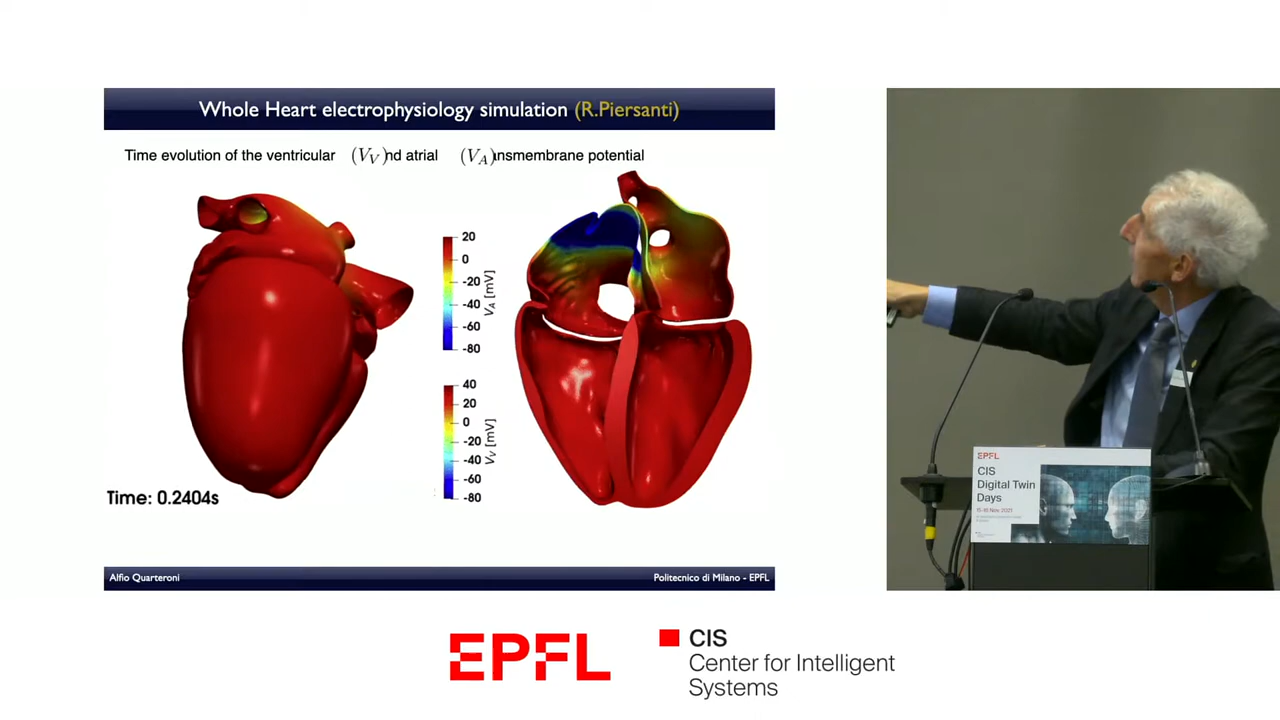 Whole Heart electrophysiology simulation (R.Piersanti)
Time evolution of the ventricular (V_V)nd atrial (V_A)ansmembrane potential
20
0
-20
-40
-60
-80
V_A [mV]
40
20
0
-20
-40
-60
-80
V_V [mV]
Time: 0.2404s
Alfio Quarteroni
Politecnico di Milano - EPFL
EPFL
CIS
Digital Twin
Days
EPFL
CIS
Center for Intelligent
Systems